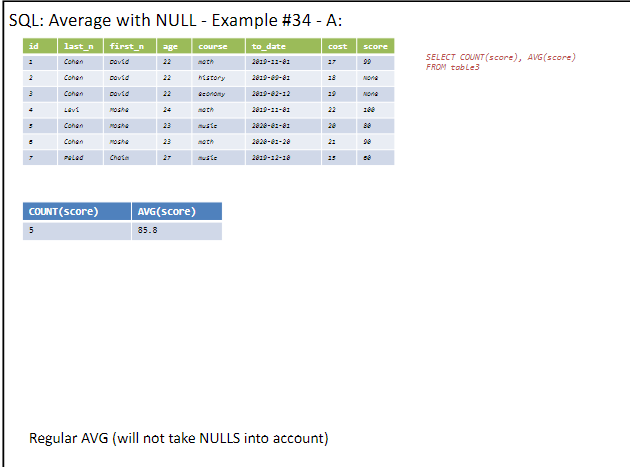 SQL: Average with NULL - Example #34 - A:
id last_n first_n age course to_date cost score
1 Cohen David 22 math 2019-11-01 17 99
2 Cohen David 22 history 2019-09-01 18 None
3 Cohen David 22 economy 2019-02-12 19 None
4 Levi Moshe 24 math 2019-11-01 22 100
5 Cohen Moshe 23 music 2020-01-01 20 80
6 Cohen Moshe 23 math 2020-01-20 21 90
7 Peled Chaim 27 music 2019-12-10 15 60
SELECT COUNT(score), AVG(score)
FROM table3
COUNT(score) AVG(score)
5 85.8
Regular AVG (will not take NULLS into account)